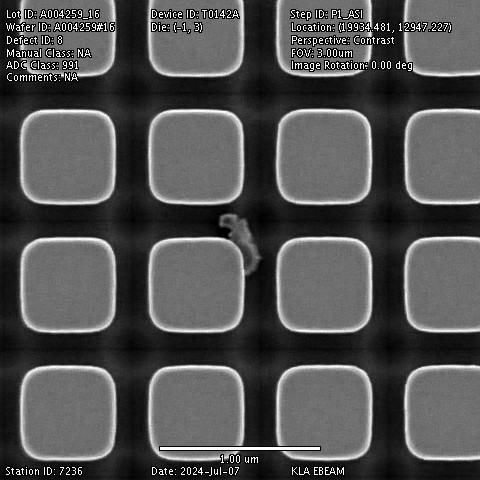 Lot ID: A004259_16 Device ID: T0142A Step ID: P1_ASI
Wafer ID: A004259#16 Die: (-1, 3) Location: (19934.481, 12947.227)
Defect ID: 8 Perspective: Contrast
Manual Class: NA FOV: 3.00um
ADC Class: 991 Image Rotation: 0.00 deg
Comments: NA
1.00 um
Station ID: 7236 Date: 2024-Jul-07 KLA EBEAM